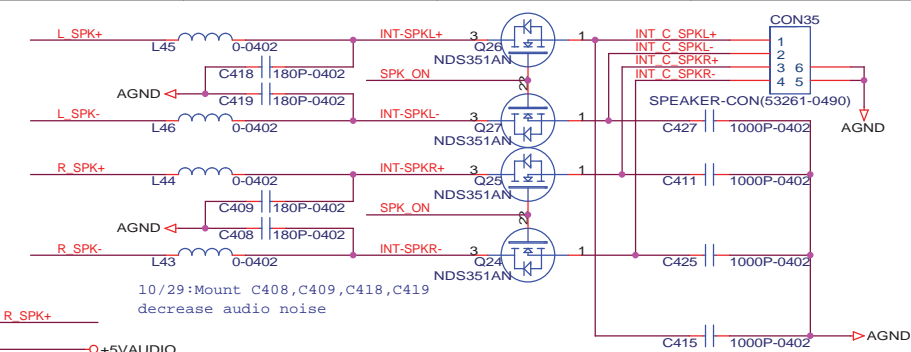 CON35
L_SPK+ L45 0-0402 INT-SPKL+ 3 Q26 1 INT_C_SPKL+ 1
NDS351AN INT_C_SPKL- 2
C418 180P-0402 SPK_ON 2 INT_C_SPKR+ 3 6
INT_C_SPKR- 4 5
AGND C419 180P-0402 2 SPEAKER-CON(53261-0490)
L_SPK- L46 0-0402 INT-SPKL- 3 Q27 1 C427 1000P-0402 AGND
NDS351AN
R_SPK+ L44 0-0402 INT-SPKR+ 3 Q25 1 C411 1000P-0402
NDS351AN
C409 180P-0402 SPK_ON 2
AGND C408 180P-0402 2
R_SPK- L43 0-0402 INT-SPKR- 3 Q24 1 C425 1000P-0402
NDS351AN
10/29:Mount C408,C409,C418,C419
decrease audio noise
R_SPK+
C415 1000P-0402 AGND
+5VAUDIO